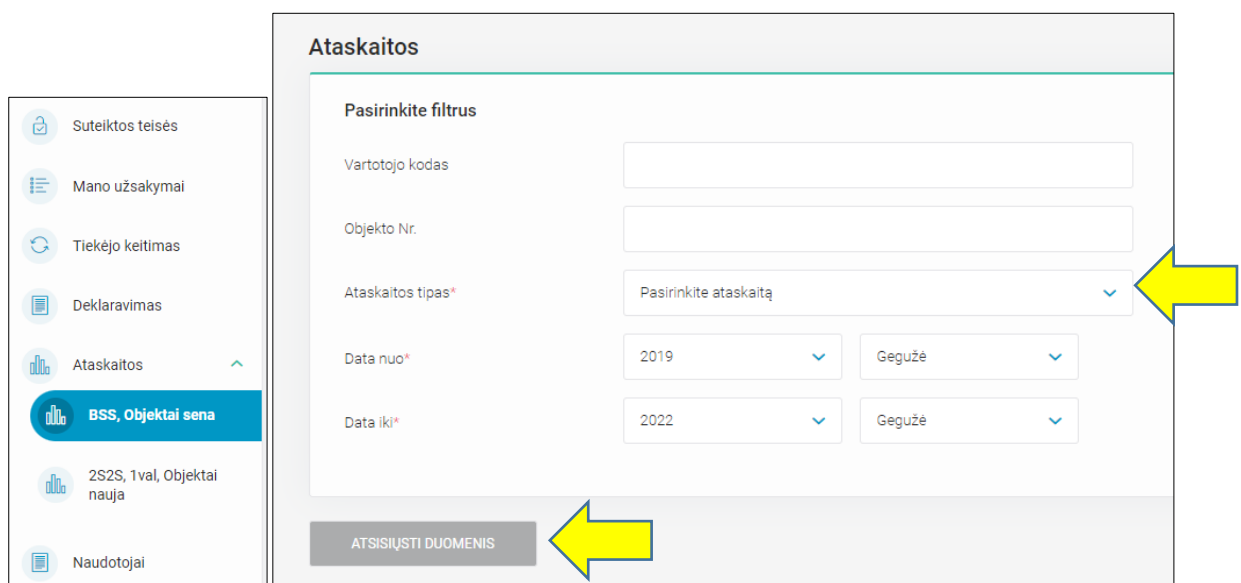 Suteiktos teisės
Mano užsakymai
Tiekėjo keitimas
Deklaravimas
Ataskaitos
BSS, Objektai sena
2S2S, 1val, Objektai
nauja
Naudotojai
Ataskaitos
Pasirinkite filtrus
Vartotojo kodas
Objekto Nr.
Ataskaitos tipas* Pasirinkite ataskaitą
Data nuo* 2019 Gegužė
Data iki* 2022 Gegužė
ATSISIŲSTI DUOMENIS